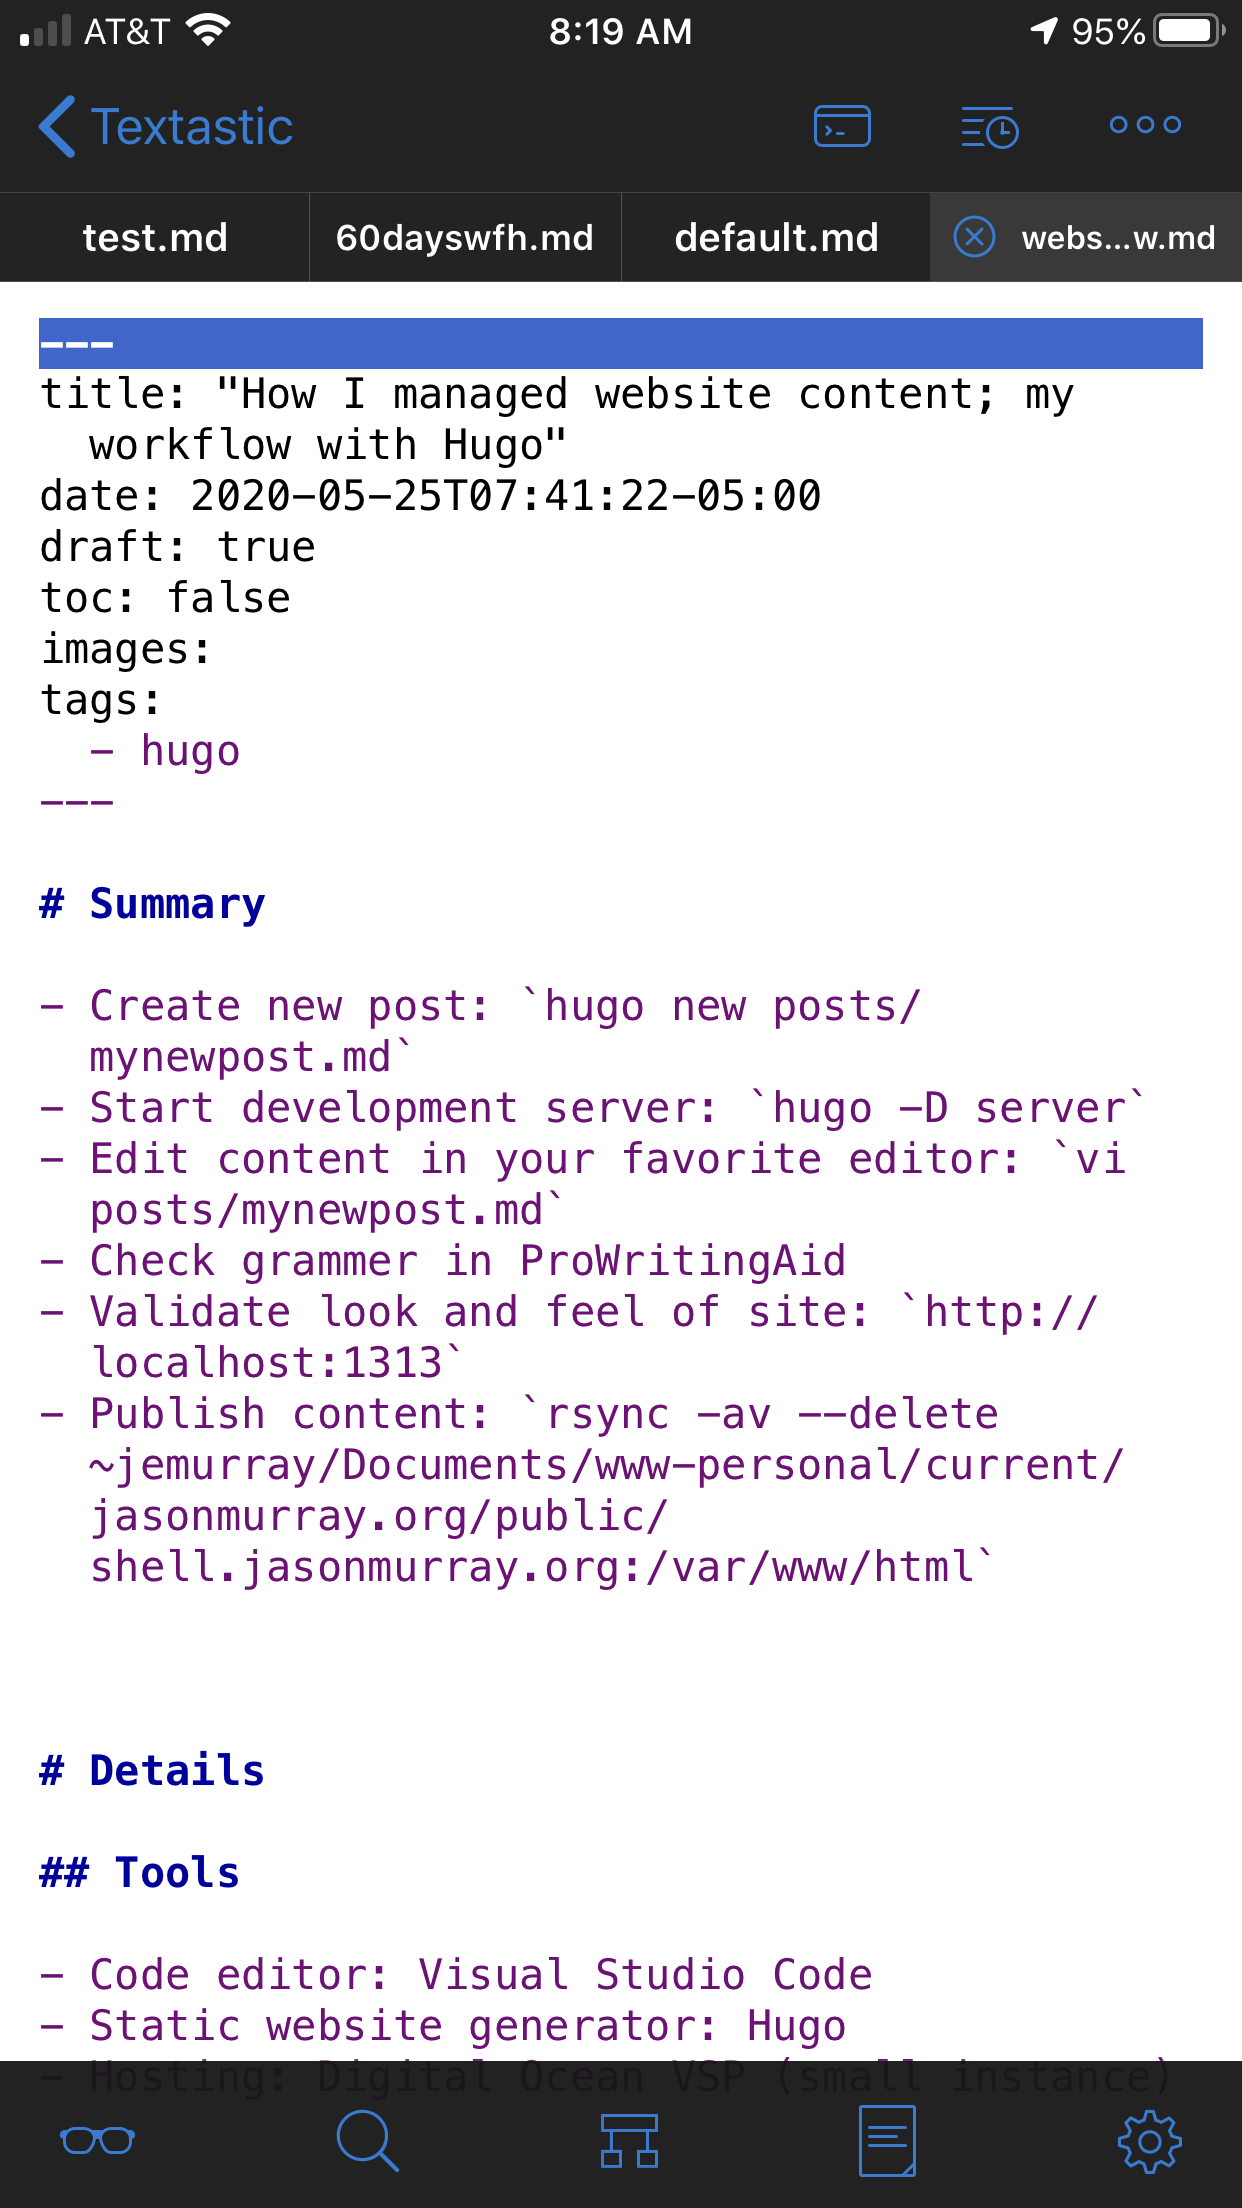 AT&T 8:19 AM 95%
Textastic
test.md 60dayswfh.md default.md webs...w.md
---
title: "How I managed website content; my
workflow with Hugo"
date: 2020-05-25T07:41:22-05:00
draft: true
toc: false
images:
tags:
- hugo
---
# Summary
- Create new post: `hugo new posts/
mynewpost.md`
- Start development server: `hugo -D server`
- Edit content in your favorite editor: `vi
posts/mynewpost.md`
- Check grammer in ProWritingAid
- Validate look and feel of site: `http://
localhost:1313`
- Publish content: `rsync -av --delete
~jemurray/Documents/www-personal/current/
jasonmurray.org/public/
shell.jasonmurray.org:/var/www/html`
# Details
## Tools
- Code editor: Visual Studio Code
- Static website generator: Hugo
- Hosting: Digital Ocean VSP (small instance)